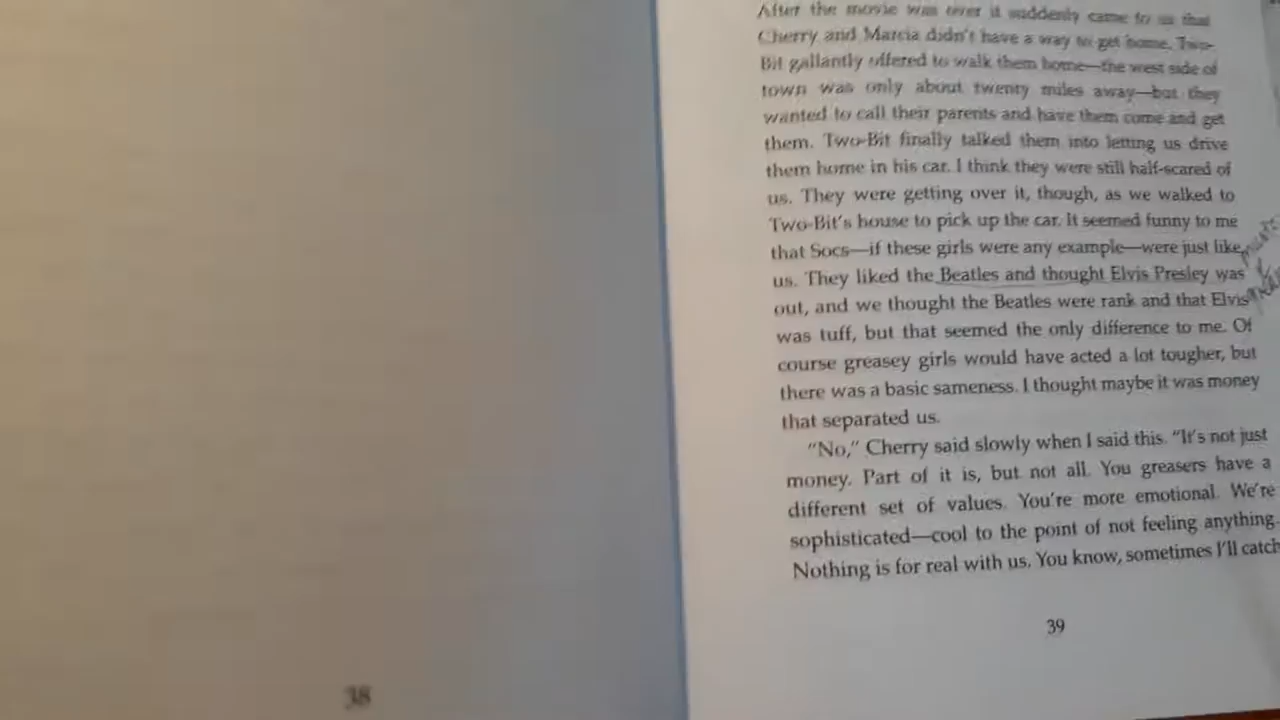 After the movie was over it suddenly came to us that
Cherry and Marcia didn't have a way to get home. Two-
Bit gallantly offered to walk them home—the west side of
town was only about twenty miles away—but they
wanted to call their parents and have them come and get
them. Two-Bit finally talked them into letting us drive
them home in his car. I think they were still half-scared of
us. They were getting over it, though, as we walked to
Two-Bit's house to pick up the car. It seemed funny to me
that Socs—if these girls were any example—were just like
us. They liked the Beatles and thought Elvis Presley was
out, and we thought the Beatles were rank and that Elvis
was tuff, but that seemed the only difference to me. Of
course greasey girls would have acted a lot tougher, but
there was a basic sameness. I thought maybe it was money
that separated us.
"No," Cherry said slowly when I said this. "It's not just
money. Part of it is, but not all. You greasers have a
different set of values. You're more emotional. We're
sophisticated—cool to the point of not feeling anything.
Nothing is for real with us. You know, sometimes I'll catch
39
38